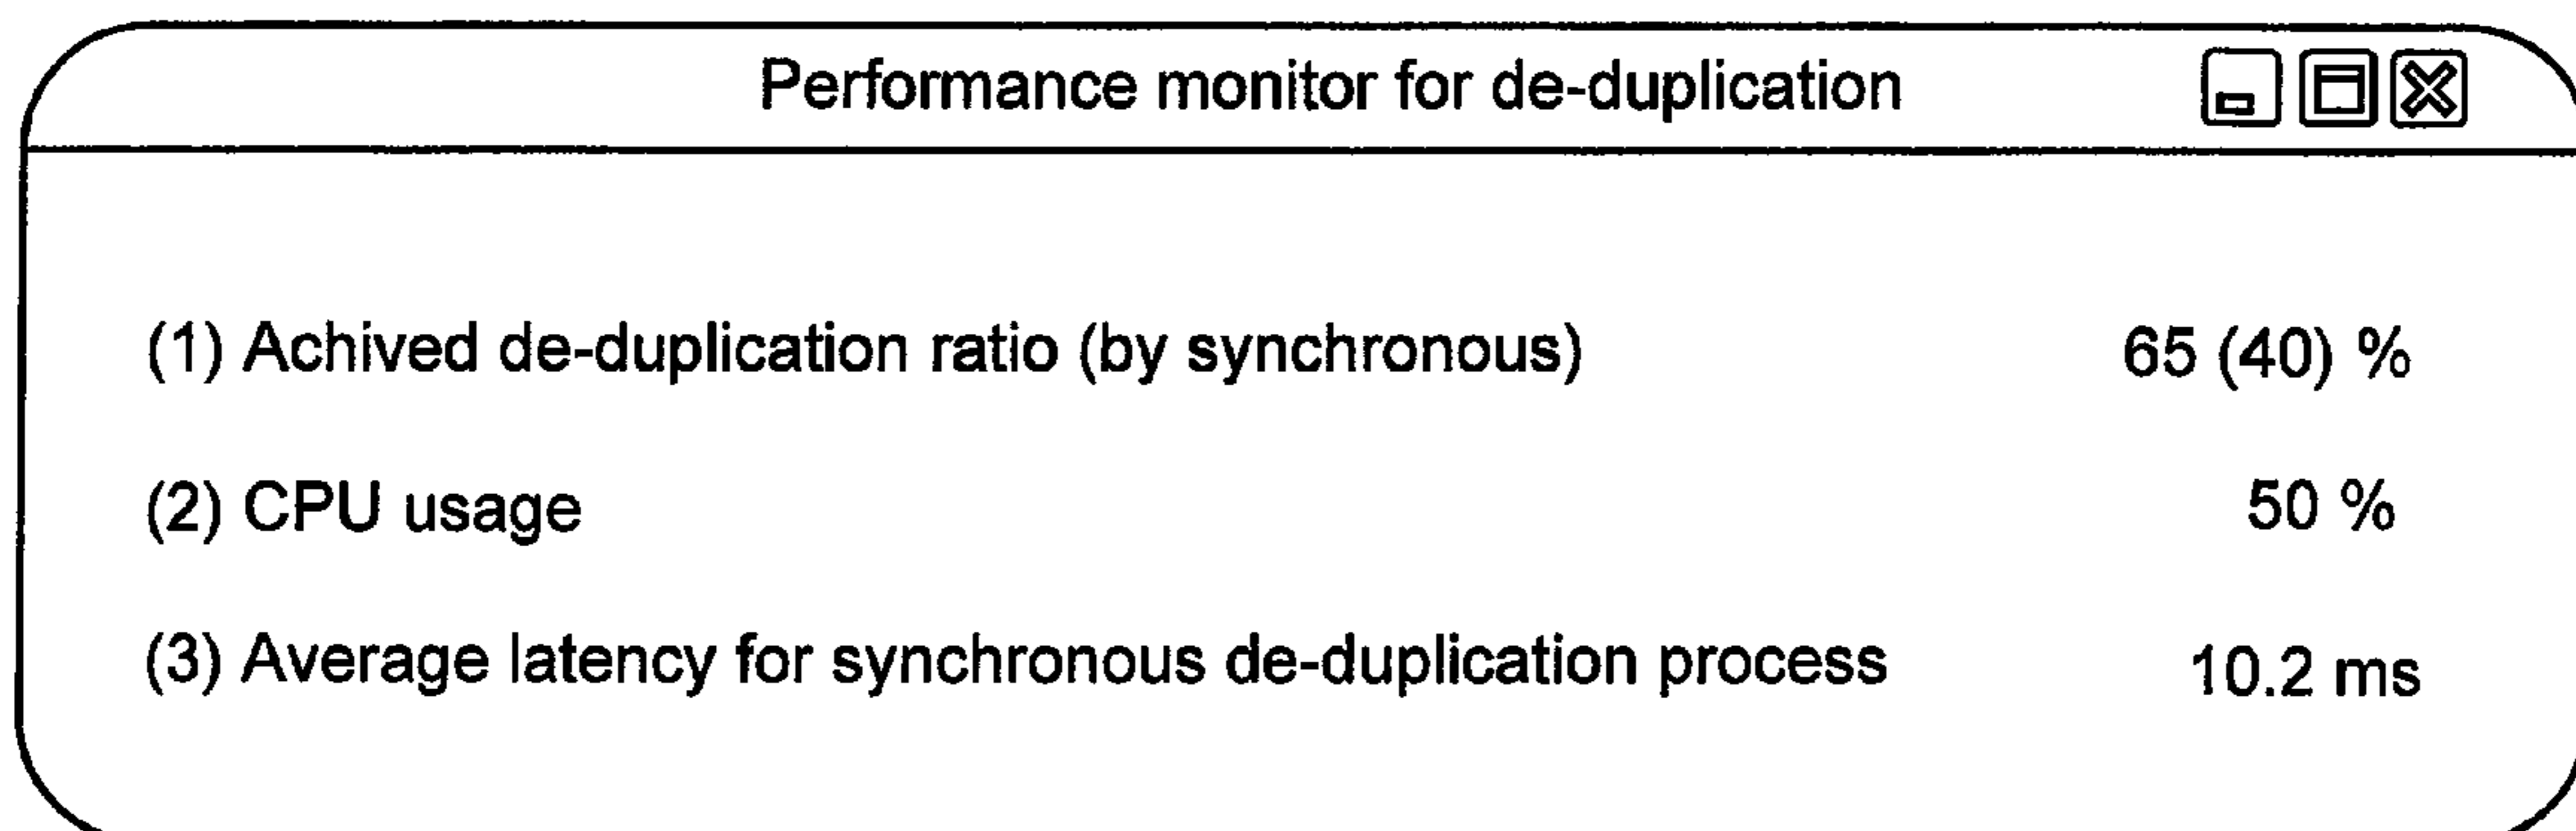 Performance monitor for de-duplication
(1) Achived de-duplication ratio (by synchronous) 65 (40) %
(2) CPU usage 50 %
(3) Average latency for synchronous de-duplication process 10.2 ms